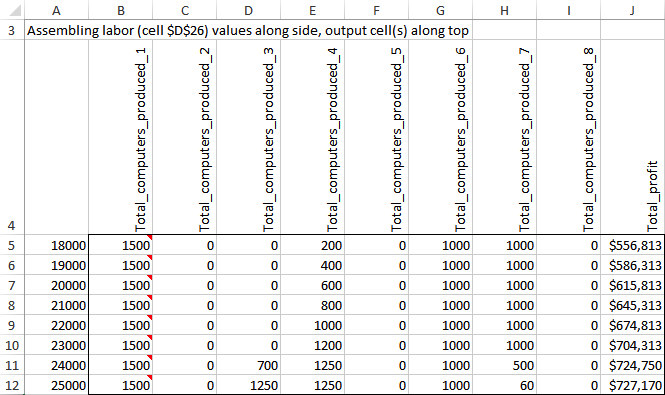 A B C D E F G H I J
3 Assembling labor (cell $D$26) values along side, output cell(s) along top
4 Total_computers_produced_1 Total_computers_produced_2 Total_computers_produced_3 Total_computers_produced_4 Total_computers_produced_5 Total_computers_produced_6 Total_computers_produced_7 Total_computers_produced_8 Total_profit
5 18000 1500 0 0 200 0 1000 1000 0 $556,813
6 19000 1500 0 0 400 0 1000 1000 0 $586,313
7 20000 1500 0 0 600 0 1000 1000 0 $615,813
8 21000 1500 0 0 800 0 1000 1000 0 $645,313
9 22000 1500 0 0 1000 0 1000 1000 0 $674,813
10 23000 1500 0 0 1200 0 1000 1000 0 $704,313
11 24000 1500 0 700 1250 0 1000 500 0 $724,750
12 25000 1500 0 1250 1250 0 1000 60 0 $727,170